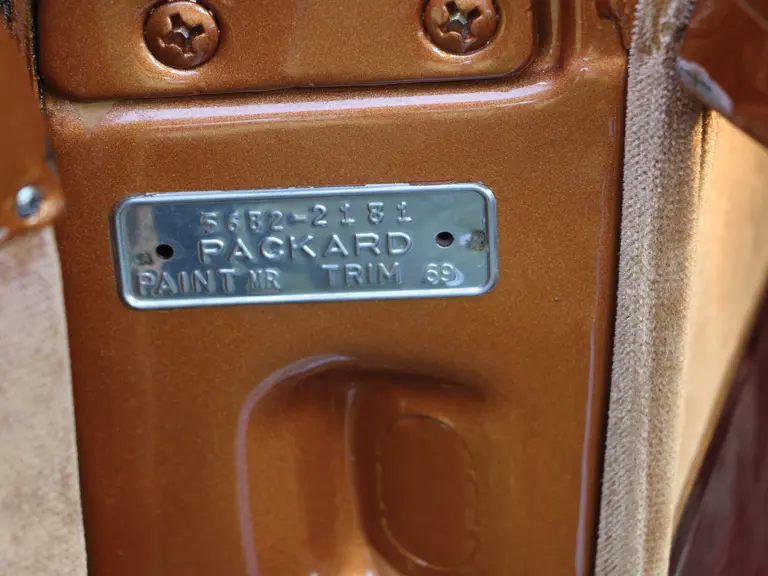 5682-2181
PACKARD
PAINT MR TRIM 69